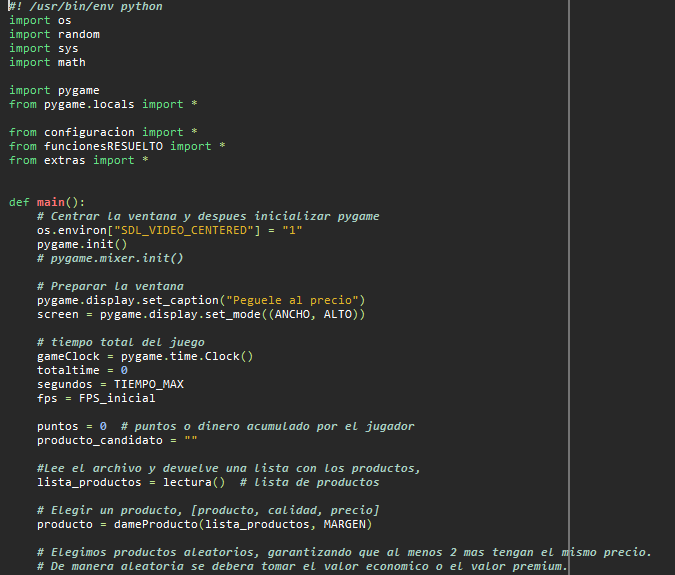 #! /usr/bin/env python
import os
import random
import sys
import math
import pygame
from pygame.locals import *
from configuracion import *
from funcionesRESUELTO import *
from extras import *
def main():
# Centrar la ventana y despues inicializar pygame
os.environ["SDL_VIDEO_CENTERED"] = "1"
pygame.init()
# pygame.mixer.init()
# Preparar la ventana
pygame.display.set_caption("Peguele al precio")
screen = pygame.display.set_mode((ANCHO, ALTO))
# tiempo total del juego
gameClock = pygame.time.Clock()
totaltime = 0
segundos = TIEMPO_MAX
fps = FPS_inicial
puntos = 0  # puntos o dinero acumulado por el jugador
producto_candidato = ""
#Lee el archivo y devuelve una lista con los productos,
lista_productos = lectura()  # lista de productos
# Elegir un producto, [producto, calidad, precio]
producto = dameProducto(lista_productos, MARGEN)
# Elegimos productos aleatorios, garantizando que al menos 2 mas tengan el mismo precio.
# De manera aleatoria se debera tomar el valor economico o el valor premium.